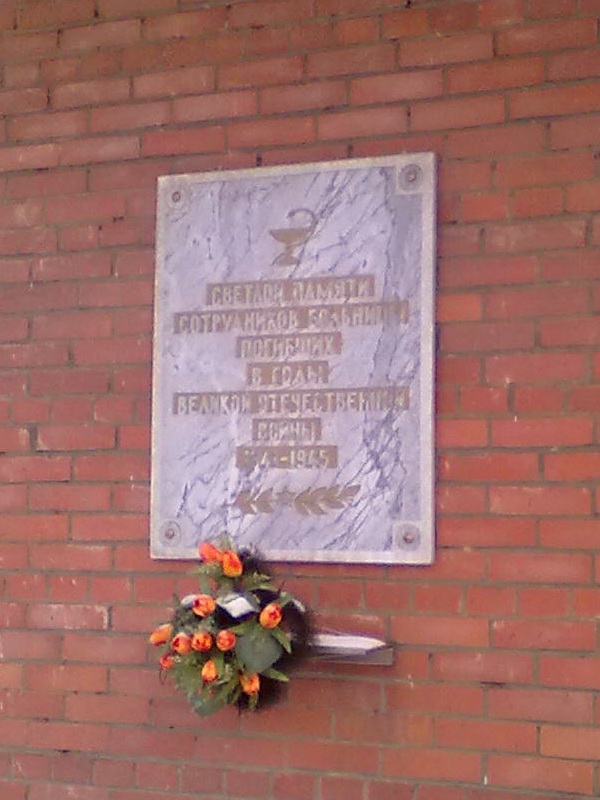 СВЕТЛОЙ ПАМЯТИ
СОТРУДНИКОВ БОЛЬНИЦЫ
ПОГИБШИХ
В ГОДЫ
ВЕЛИКОЙ ОТЕЧЕСТВЕННОЙ
ВОЙНЫ
1941-1945